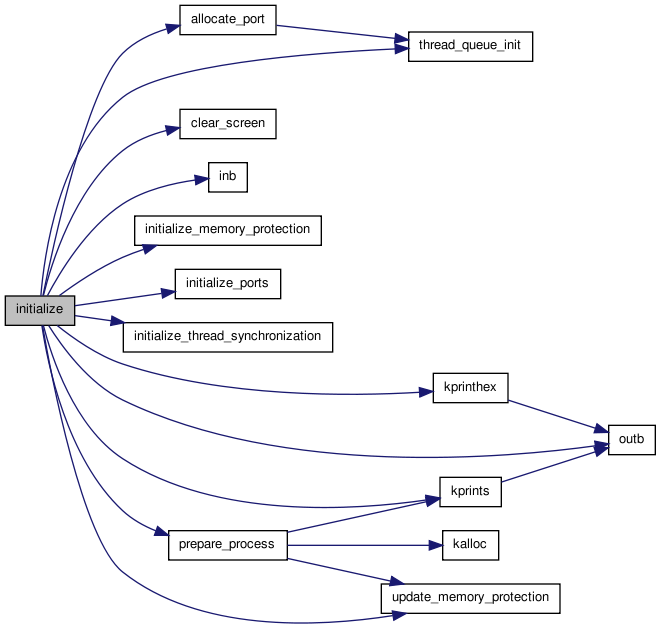 allocate_port
thread_queue_init
clear_screen
inb
initialize_memory_protection
initialize_ports
initialize
initialize_thread_synchronization
kprinthex
outb
kprints
prepare_process
kalloc
update_memory_protection